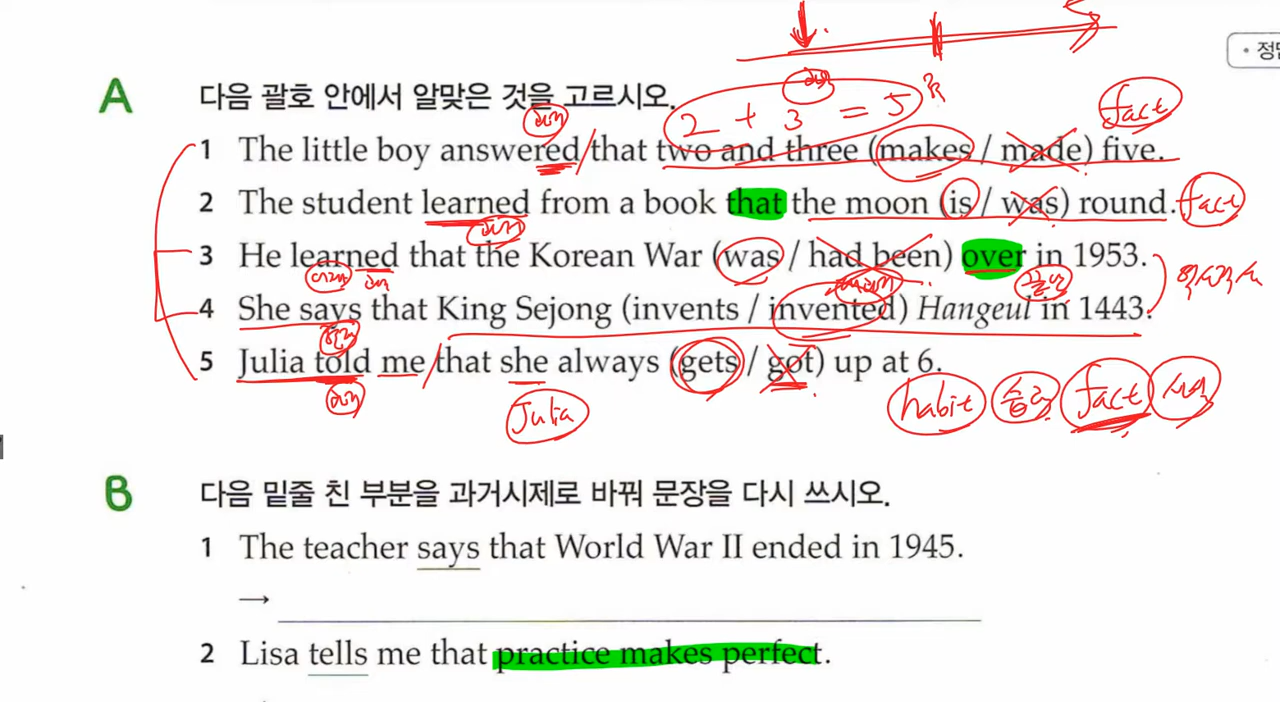 정답
A 다음 괄호 안에서 알맞은 것을 고르시오.
2 + 3 = 5
fact
1 The little boy answered that two and three (makes / made) five.
2 The student learned from a book that the moon (is / was) round. fact
3 He learned that the Korean War (was / had been) over in 1953.
4 She says that King Sejong (invents / invented) Hangeul in 1443.
5 Julia told me that she always (gets / got) up at 6.
habit 습관 fact 사실
Julia
B 다음 밑줄 친 부분을 과거시제로 바꿔 문장을 다시 쓰시오.
1 The teacher says that World War II ended in 1945.
→
2 Lisa tells me that practice makes perfect.